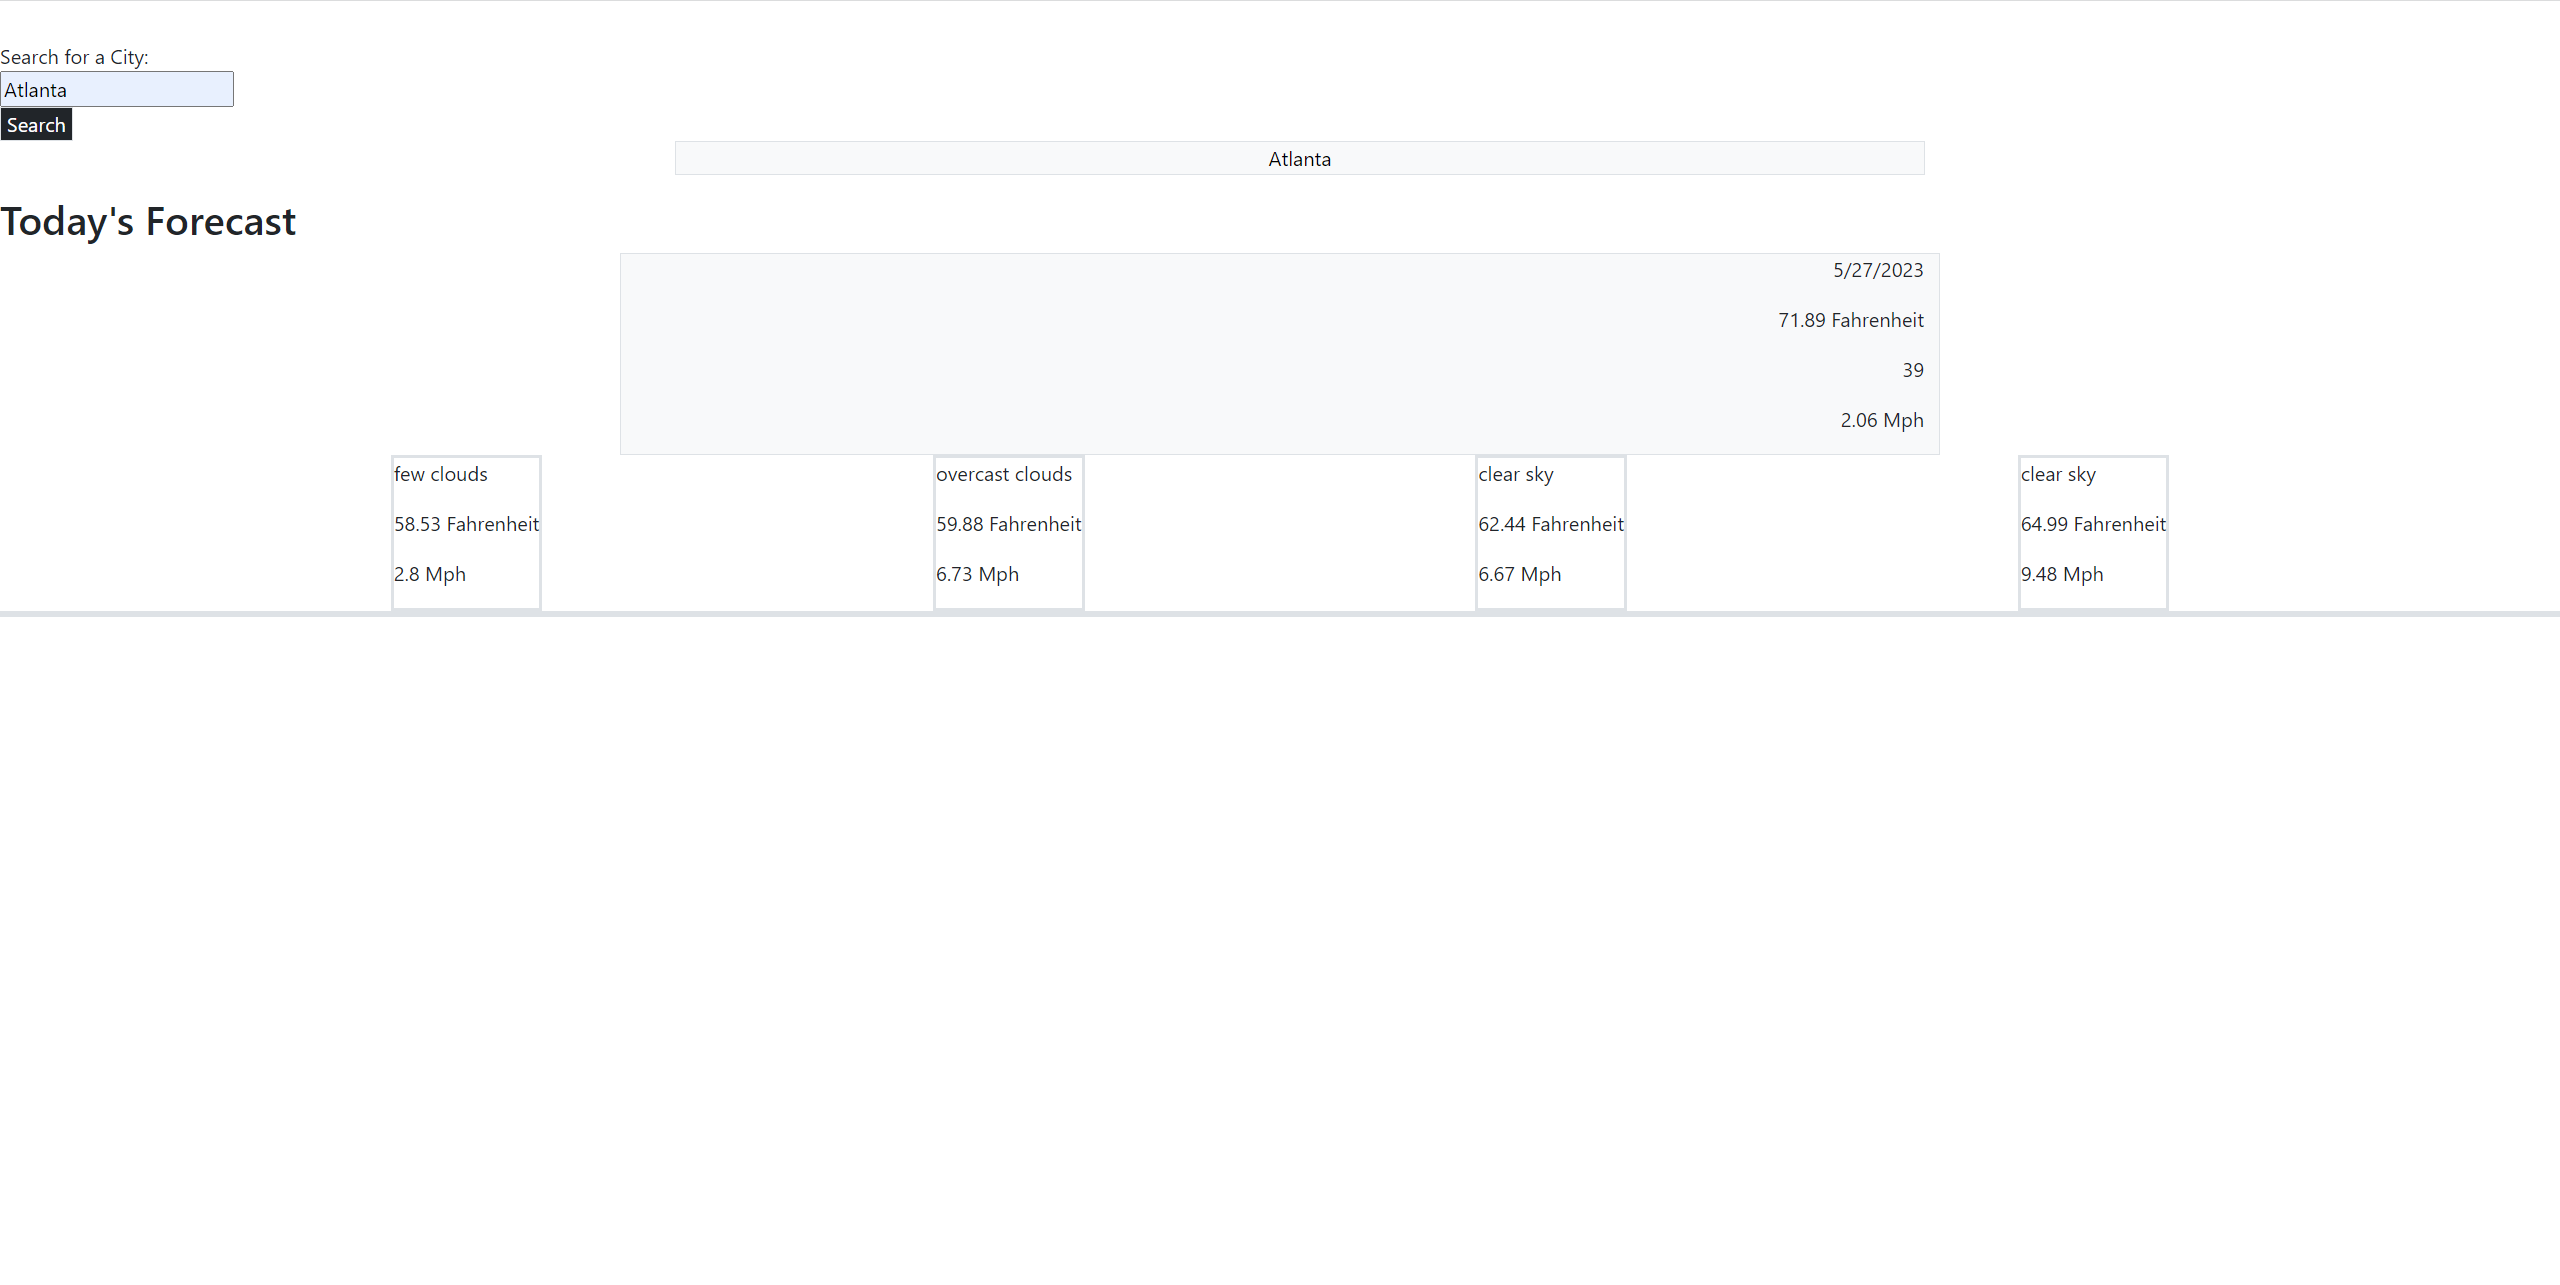 Search for a City:
Atlanta
Search
Atlanta
Today's Forecast
5/27/2023
71.89 Fahrenheit
39
2.06 Mph
few clouds
58.53 Fahrenheit
2.8 Mph
overcast clouds
59.88 Fahrenheit
6.73 Mph
clear sky
62.44 Fahrenheit
6.67 Mph
clear sky
64.99 Fahrenheit
9.48 Mph